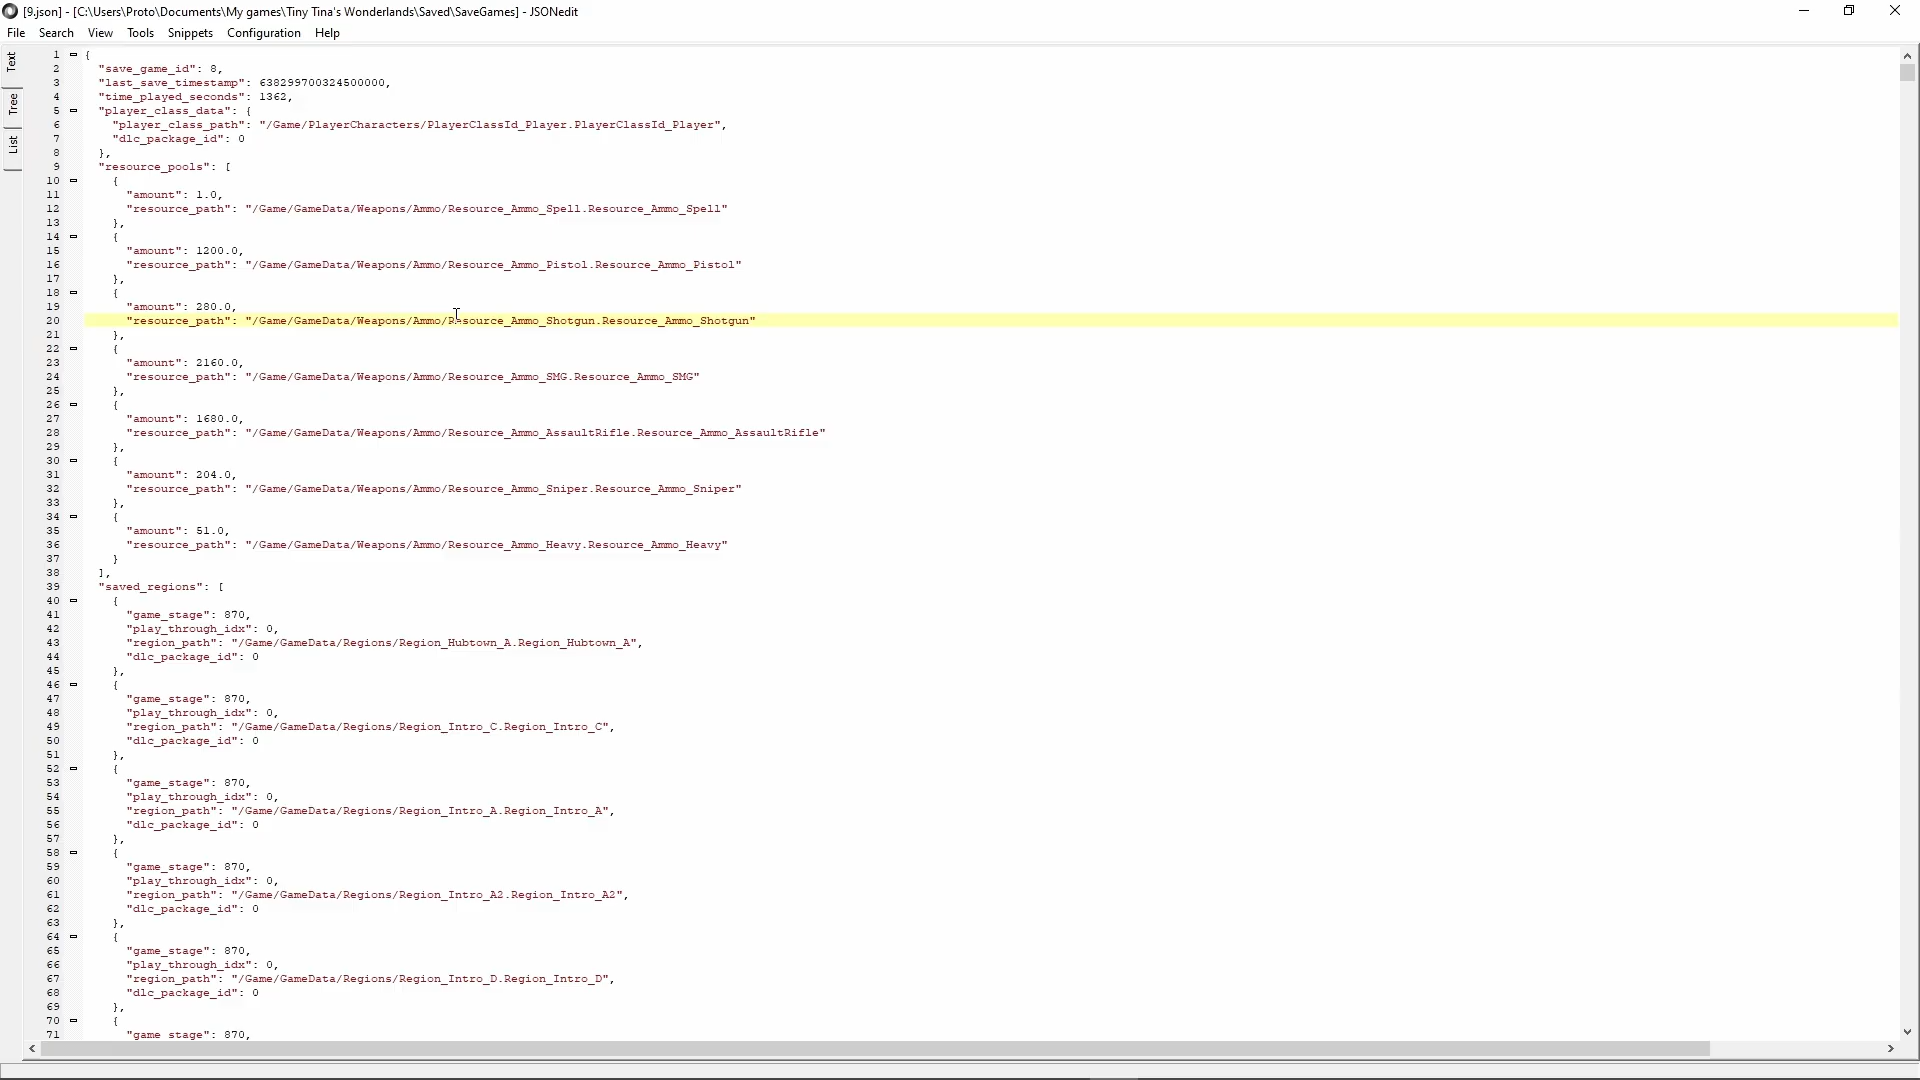 [9.json] - [C:\Users\Proto\Documents\My games\Tiny Tina's Wonderlands\Saved\SaveGames] - JSONedit
File Search View Tools Snippets Configuration Help
Text
Tree
List
1 {
2 "save_game_id": 8,
3 "last_save_timestamp": 638299700324500000,
4 "time_played_seconds": 1362,
5 "player_class_data": {
6 "player_class_path": "/Game/PlayerCharacters/PlayerClassId_Player.PlayerClassId_Player",
7 "dlc_package_id": 0
8 },
9 "resource_pools": [
10 {
11 "amount": 1.0,
12 "resource_path": "/Game/GameData/Weapons/Ammo/Resource_Ammo_Spell.Resource_Ammo_Spell"
13 },
14 {
15 "amount": 1200.0,
16 "resource_path": "/Game/GameData/Weapons/Ammo/Resource_Ammo_Pistol.Resource_Ammo_Pistol"
17 },
18 {
19 "amount": 280.0,
20 "resource_path": "/Game/GameData/Weapons/Ammo/Resource_Ammo_Shotgun.Resource_Ammo_Shotgun"
21 },
22 {
23 "amount": 2160.0,
24 "resource_path": "/Game/GameData/Weapons/Ammo/Resource_Ammo_SMG.Resource_Ammo_SMG"
25 },
26 {
27 "amount": 1680.0,
28 "resource_path": "/Game/GameData/Weapons/Ammo/Resource_Ammo_AssaultRifle.Resource_Ammo_AssaultRifle"
29 },
30 {
31 "amount": 204.0,
32 "resource_path": "/Game/GameData/Weapons/Ammo/Resource_Ammo_Sniper.Resource_Ammo_Sniper"
33 },
34 {
35 "amount": 51.0,
36 "resource_path": "/Game/GameData/Weapons/Ammo/Resource_Ammo_Heavy.Resource_Ammo_Heavy"
37 }
38 ],
39 "saved_regions": [
40 {
41 "game_stage": 870,
42 "play_through_idx": 0,
43 "region_path": "/Game/GameData/Regions/Region_Hubtown_A.Region_Hubtown_A",
44 "dlc_package_id": 0
45 },
46 {
47 "game_stage": 870,
48 "play_through_idx": 0,
49 "region_path": "/Game/GameData/Regions/Region_Intro_C.Region_Intro_C",
50 "dlc_package_id": 0
51 },
52 {
53 "game_stage": 870,
54 "play_through_idx": 0,
55 "region_path": "/Game/GameData/Regions/Region_Intro_A.Region_Intro_A",
56 "dlc_package_id": 0
57 },
58 {
59 "game_stage": 870,
60 "play_through_idx": 0,
61 "region_path": "/Game/GameData/Regions/Region_Intro_A2.Region_Intro_A2",
62 "dlc_package_id": 0
63 },
64 {
65 "game_stage": 870,
66 "play_through_idx": 0,
67 "region_path": "/Game/GameData/Regions/Region_Intro_D.Region_Intro_D",
68 "dlc_package_id": 0
69 },
70 {
71 "game_stage": 870,